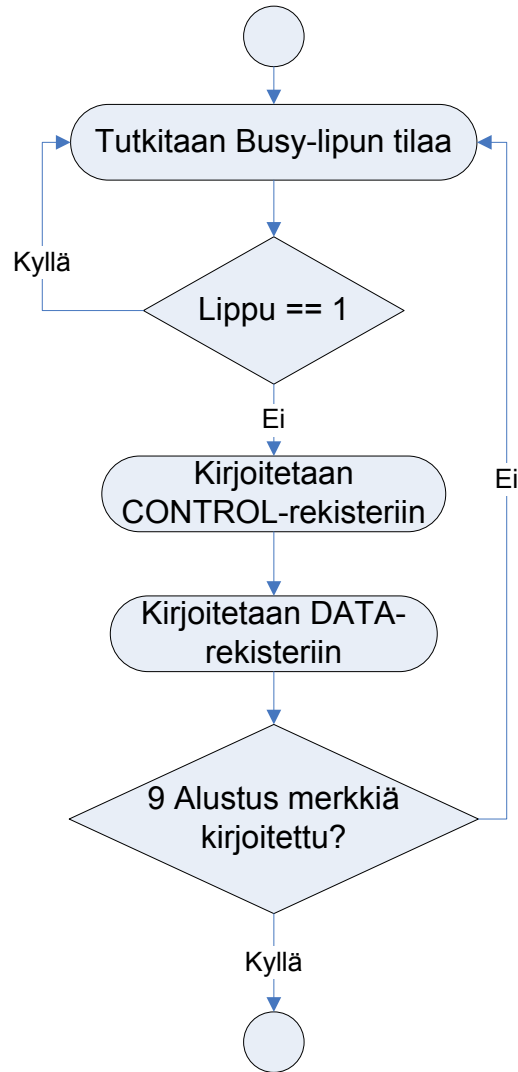 Tutkitaan Busy-lipun tilaa
Kyllä
Lippu == 1
Ei
Kirjoitetaan
CONTROL-rekisteriin
Ei
Kirjoitetaan DATA-
rekisteriin
9 Alustus merkkiä
kirjoitettu?
Kyllä